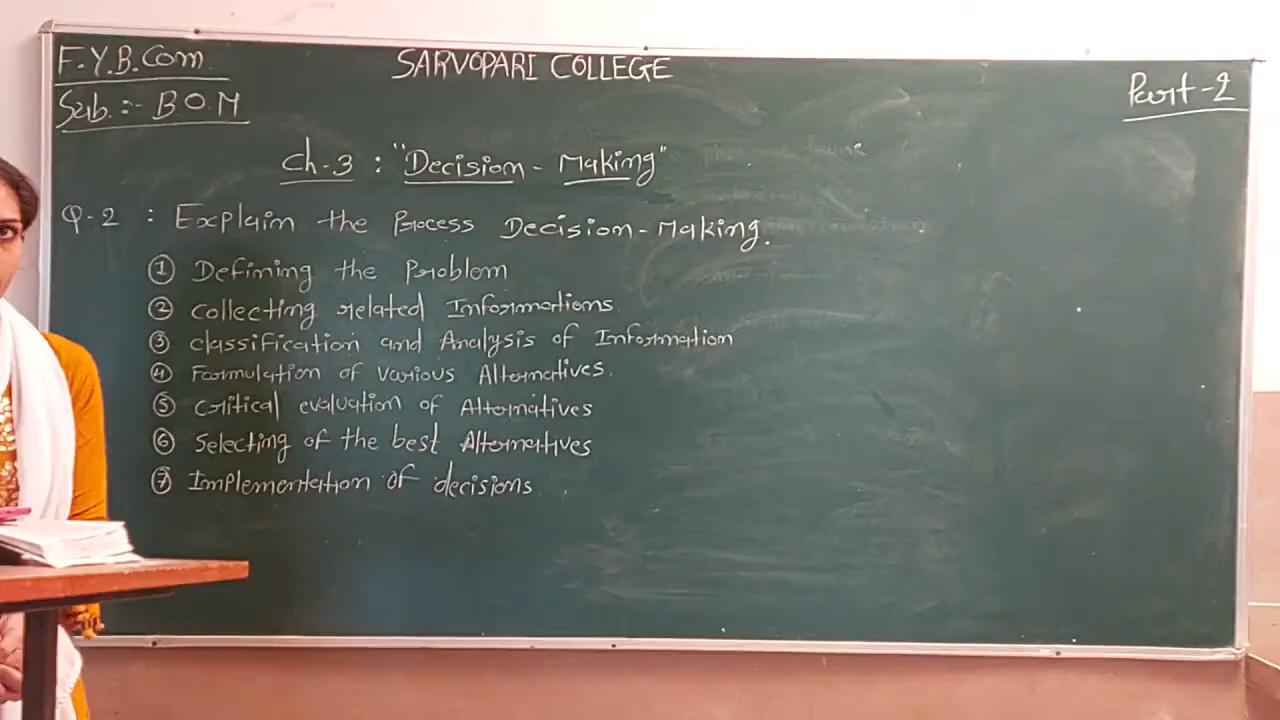 F.Y.B.Com.
SARVOPARI COLLEGE
Part-2
Sub. :- B O M
Ch-3 : "Decision-Making"
Q-2 : Explain the Process Decision-Making.
① Defining the Problem
② Collecting related Informations.
③ Classification and Analysis of Information
④ Formulation of Various Alternatives.
⑤ Critical evaluation of Alternatives
⑥ Selecting of the best Alternatives
⑦ Implementation of decisions.